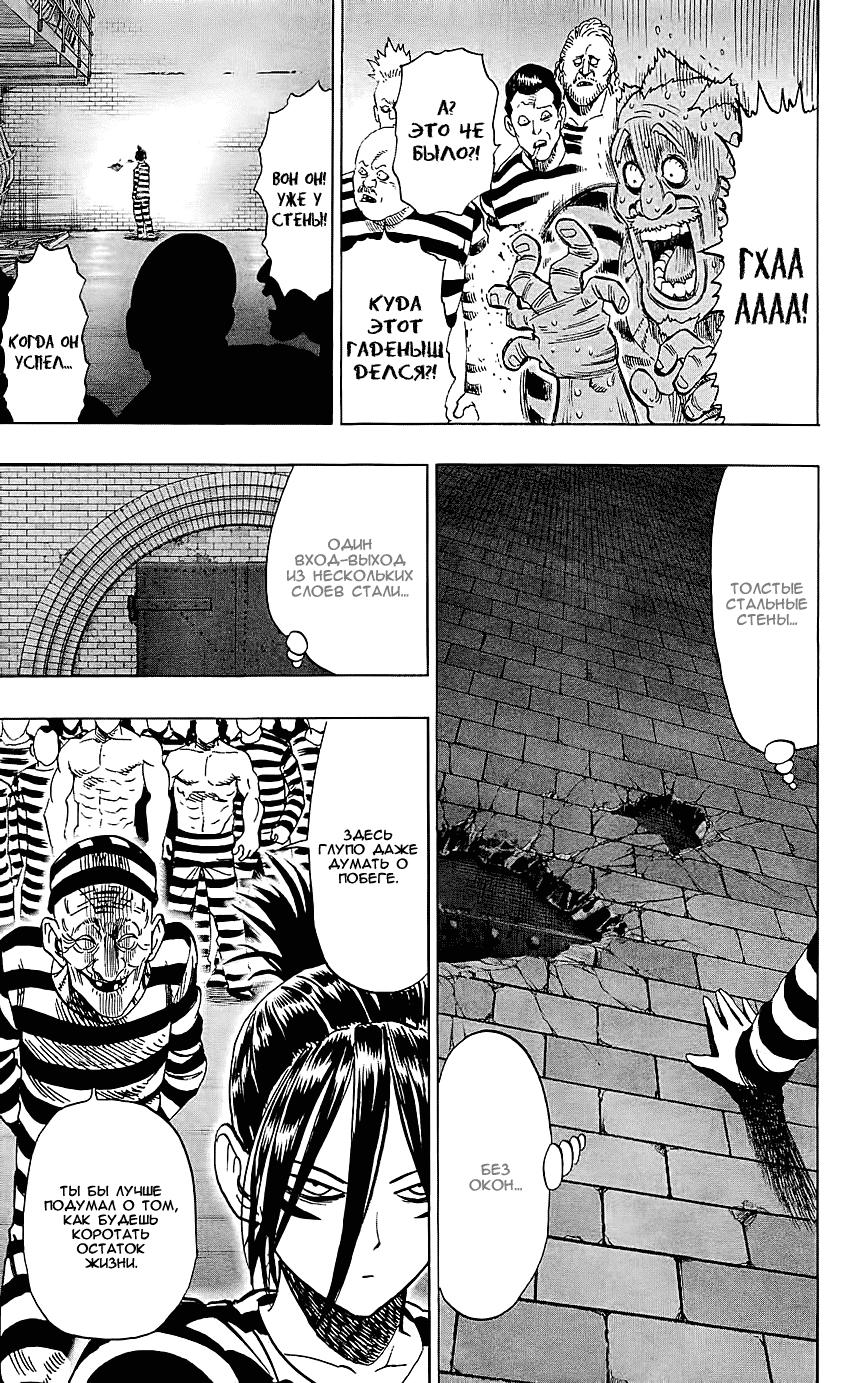 А?
ЭТО ЧЕ
БЫЛО?!
ГХАА
АААА!
КУДА
ЭТОТ
ГАДЕНЫШ
ДЕЛСЯ?!
ВОН ОН!
УЖЕ У
СТЕНЫ!
КОГДА ОН
УСПЕЛ...
ТОЛСТЫЕ
СТАЛЬНЫЕ
СТЕНЫ...
БЕЗ
ОКОН...
ОДИН
ВХОД-ВЫХОД
ИЗ НЕСКОЛЬКИХ
СЛОЕВ СТАЛИ...
ЗДЕСЬ
ГЛУПО ДАЖЕ
ДУМАТЬ О
ПОБЕГЕ.
ТЫ БЫ ЛУЧШЕ
ПОДУМАЛ О ТОМ,
КАК БУДЕШЬ
КОРОТАТЬ
ОСТАТОК
ЖИЗНИ.